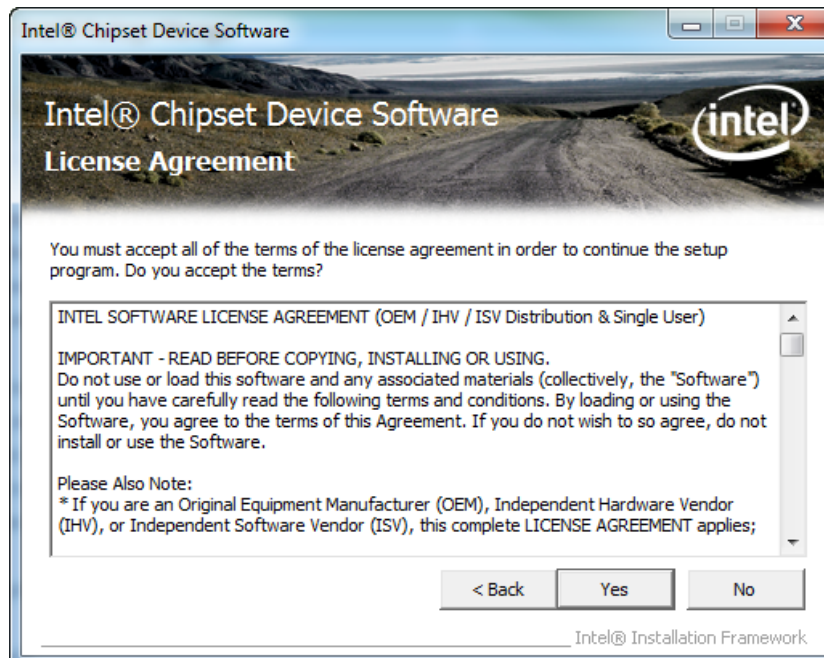 Intel® Chipset Device Software
Intel® Chipset Device Software
intel
License Agreement
You must accept all of the terms of the license agreement in order to continue the setup
program. Do you accept the terms?
INTEL SOFTWARE LICENSE AGREEMENT (OEM / IHV / ISV Distribution & Single User)
IMPORTANT - READ BEFORE COPYING, INSTALLING OR USING.
Do not use or load this software and any associated materials (collectively, the "Software")
until you have carefully read the following terms and conditions. By loading or using the
Software, you agree to the terms of this Agreement. If you do not wish to so agree, do not
install or use the Software.
Please Also Note:
* If you are an Original Equipment Manufacturer (OEM), Independent Hardware Vendor
(IHV), or Independent Software Vendor (ISV), this complete LICENSE AGREEMENT applies;
< Back Yes No
Intel® Installation Framework